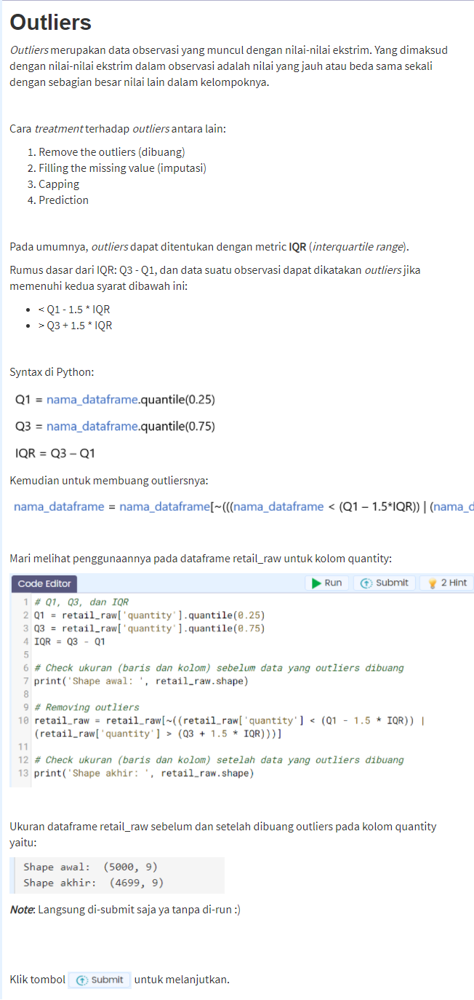 Outliers
Outliers merupakan data observasi yang muncul dengan nilai-nilai ekstrim. Yang dimaksud
dengan nilai-nilai ekstrim dalam observasi adalah nilai yang jauh atau beda sama sekali
dengan sebagian besar nilai lain dalam kelompoknya.
Cara treatment terhadap outliers antara lain:
1. Remove the outliers (dibuang)
2. Filling the missing value (imputasi)
3. Capping
4. Prediction
Pada umumnya, outliers dapat ditentukan dengan metric IQR (interquartile range).
Rumus dasar dari IQR: Q3 - Q1, dan data suatu observasi dapat dikatakan outliers jika
memenuhi kedua syarat dibawah ini:
• < Q1 - 1.5 * IQR
• > Q3 + 1.5 * IQR
Syntax di Python:
Q1 = nama_dataframe.quantile(0.25)
Q3 = nama_dataframe.quantile(0.75)
IQR = Q3 – Q1
Kemudian untuk membuang outliersnya:
nama_dataframe = nama_dataframe[~(((nama_dataframe < (Q1 – 1.5*IQR)) | (nama_d
Mari melihat penggunaannya pada dataframe retail_raw untuk kolom quantity:
Code Editor Run Submit 2 Hint
1 # Q1, Q3, dan IQR
2 Q1 = retail_raw['quantity'].quantile(0.25)
3 Q3 = retail_raw['quantity'].quantile(0.75)
4 IQR = Q3 - Q1
5
6 # Check ukuran (baris dan kolom) sebelum data yang outliers dibuang
7 print('Shape awal: ', retail_raw.shape)
8
9 # Removing outliers
10 retail_raw = retail_raw[~((retail_raw['quantity'] < (Q1 - 1.5 * IQR)) |
(retail_raw['quantity'] > (Q3 + 1.5 * IQR)))]
11
12 # Check ukuran (baris dan kolom) setelah data yang outliers dibuang
13 print('Shape akhir: ', retail_raw.shape)
Ukuran dataframe retail_raw sebelum dan setelah dibuang outliers pada kolom quantity
yaitu:
Shape awal:  (5000, 9)
Shape akhir:  (4699, 9)
Note: Langsung di-submit saja ya tanpa di-run :)
Klik tombol Submit untuk melanjutkan.